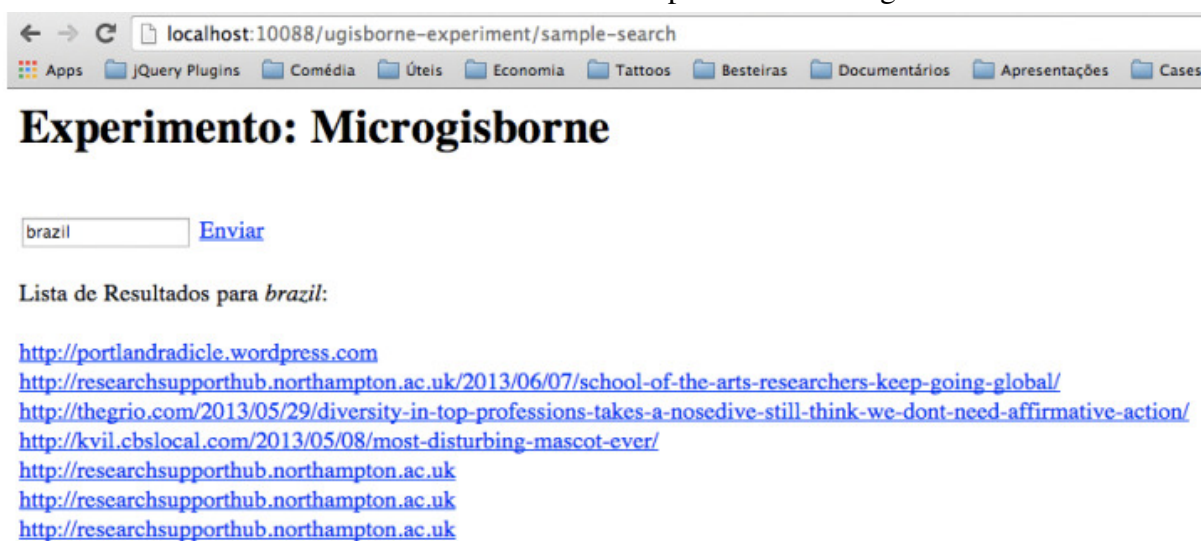 localhost:10088/ugisborne-experiment/sample-search
Apps jQuery Plugins Comédia Úteis Economia Tattoos Besteiras Documentários Apresentações Cases
Experimento: Microgisborne
brazil Enviar
Lista de Resultados para brazil:
http://portlandradicle.wordpress.com
http://researchsupporthub.northampton.ac.uk/2013/06/07/school-of-the-arts-researchers-keep-going-global/
http://thegrio.com/2013/05/29/diversity-in-top-professions-takes-a-nosedive-still-think-we-dont-need-affirmative-action/
http://kvil.cbslocal.com/2013/05/08/most-disturbing-mascot-ever/
http://researchsupporthub.northampton.ac.uk
http://researchsupporthub.northampton.ac.uk
http://researchsupporthub.northampton.ac.uk